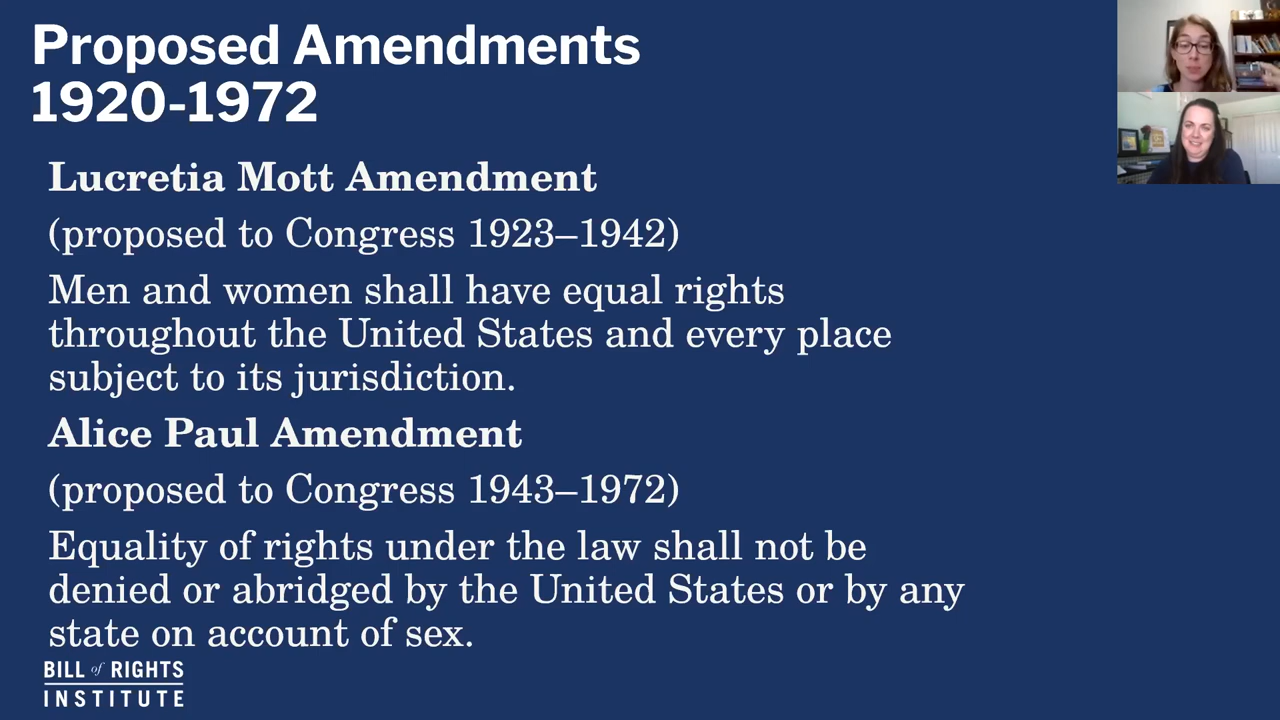 Proposed Amendments
1920-1972
Lucretia Mott Amendment
(proposed to Congress 1923–1942)
Men and women shall have equal rights
throughout the United States and every place
subject to its jurisdiction.
Alice Paul Amendment
(proposed to Congress 1943–1972)
Equality of rights under the law shall not be
denied or abridged by the United States or by any
state on account of sex.
BILL of RIGHTS
INSTITUTE